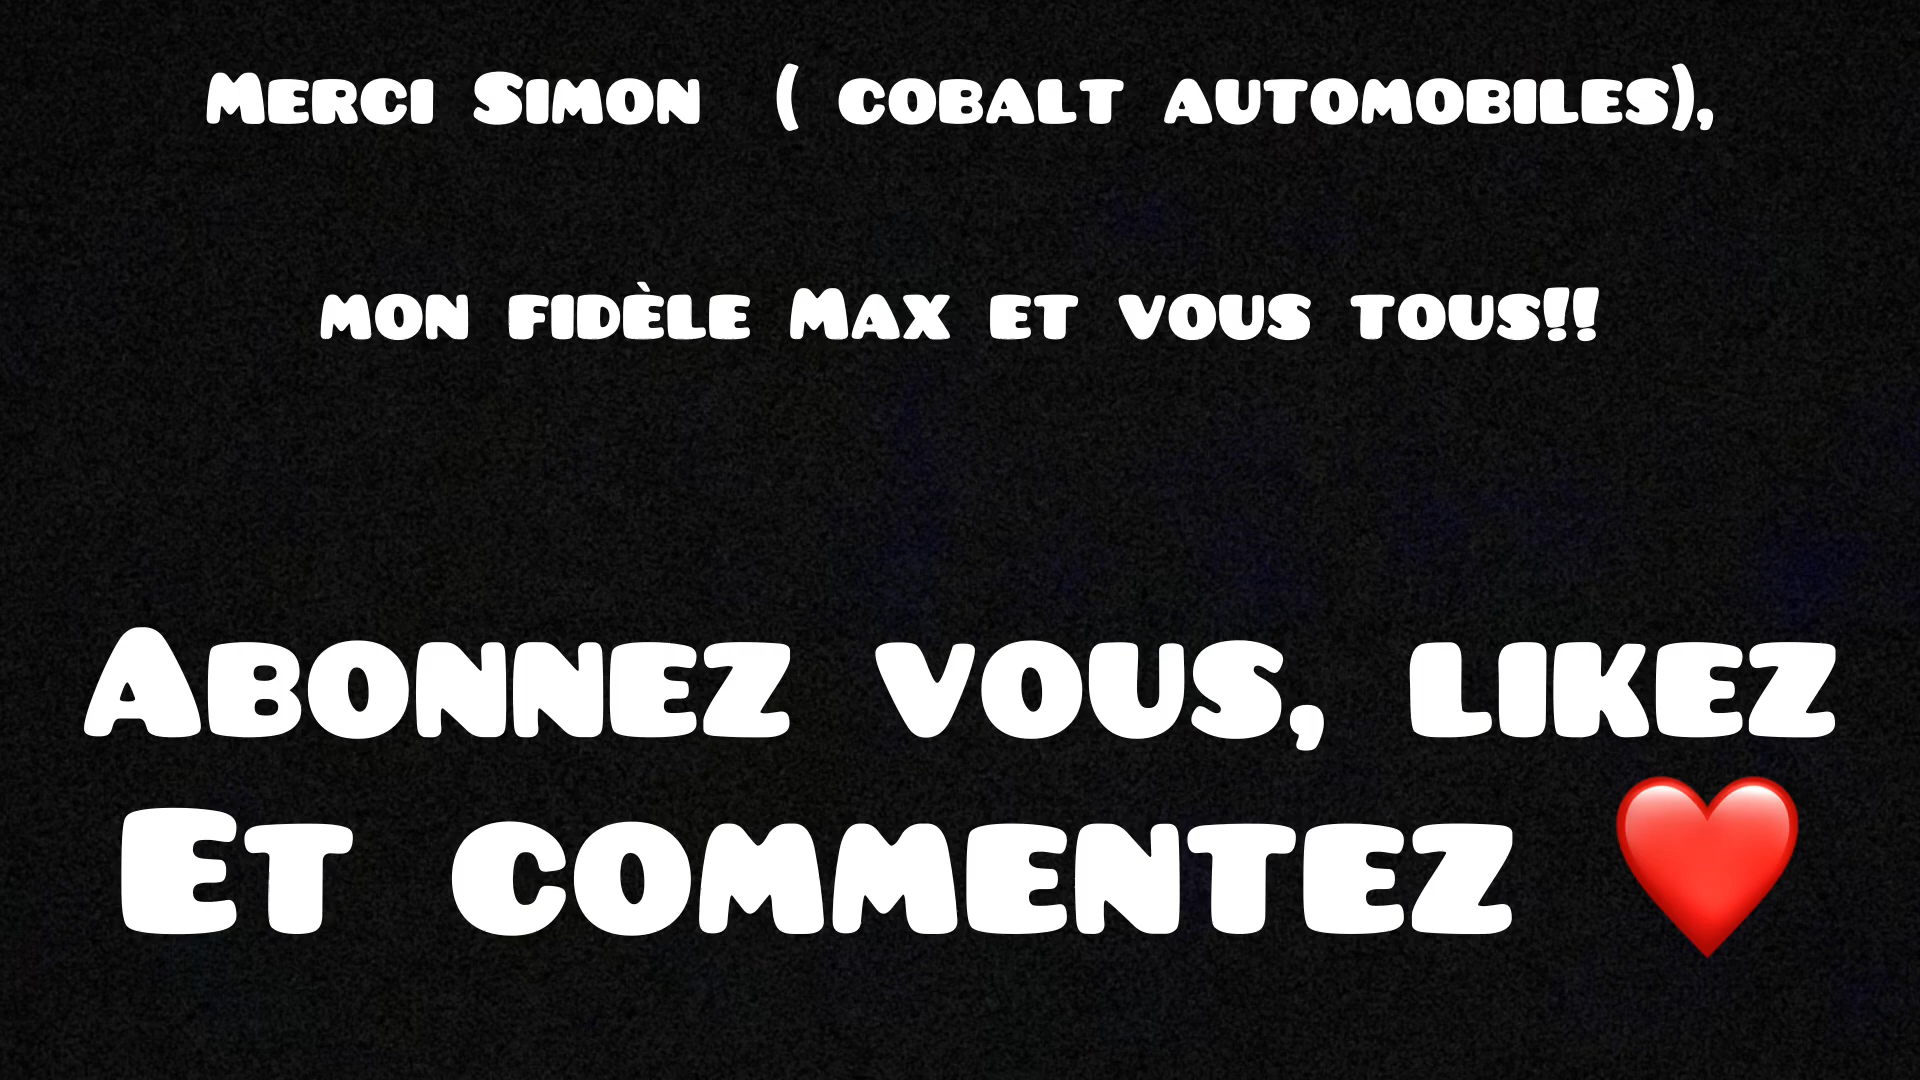 Merci Simon ( cobalt automobiles),
mon fidèle Max et vous tous!!
Abonnez vous, likez
Et commentez ❤️